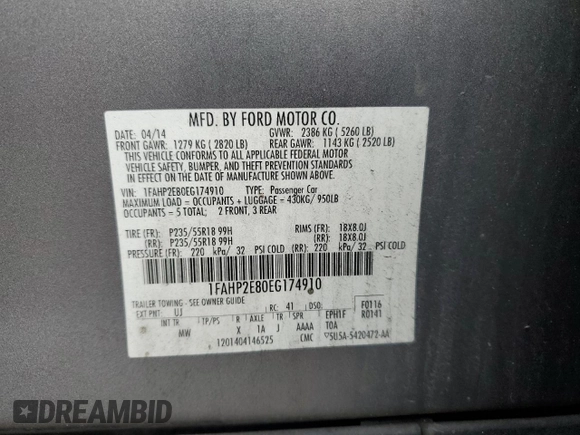 MFD. BY FORD MOTOR CO.
DATE: 04/14 GVWR: 2386 KG ( 5260 LB)
FRONT GAWR: 1279 KG ( 2820 LB) REAR GAWR: 1143 KG ( 2520 LB)
THIS VEHICLE CONFORMS TO ALL APPLICABLE FEDERAL MOTOR
VEHICLE SAFETY, BUMPER, AND THEFT PREVENTION STANDARDS
IN EFFECT ON THE DATE OF MANUFACTURE SHOWN ABOVE.
VIN: 1FAHP2E80EG174910 TYPE: Passenger Car
MAXIMUM LOAD = OCCUPANTS + LUGGAGE = 430KG/ 950LB
OCCUPANTS = 5 TOTAL: 2 FRONT, 3 REAR
TIRE (FR): P235/55R18 99H RIMS (FR): 18X8.0J
(RR): P235/55R18 99H (RR): 18X8.0J
PRESSURE (FR): 220 kPa/ 32 PSI COLD (RR): 220 kPa/ 32 PSI COLD
1FAHP2E80EG174910
TRAILER TOWING - SEE OWNER GUIDE
EXT PNT: UJ RC: 41 DSO: F0116
R0141
INT TR TP/PS R AXLE TR SPR EPH1F
MW X 1A J AAAA TOA
1201404146525 CMC 5U5A-5420472-AA
DREAMBID